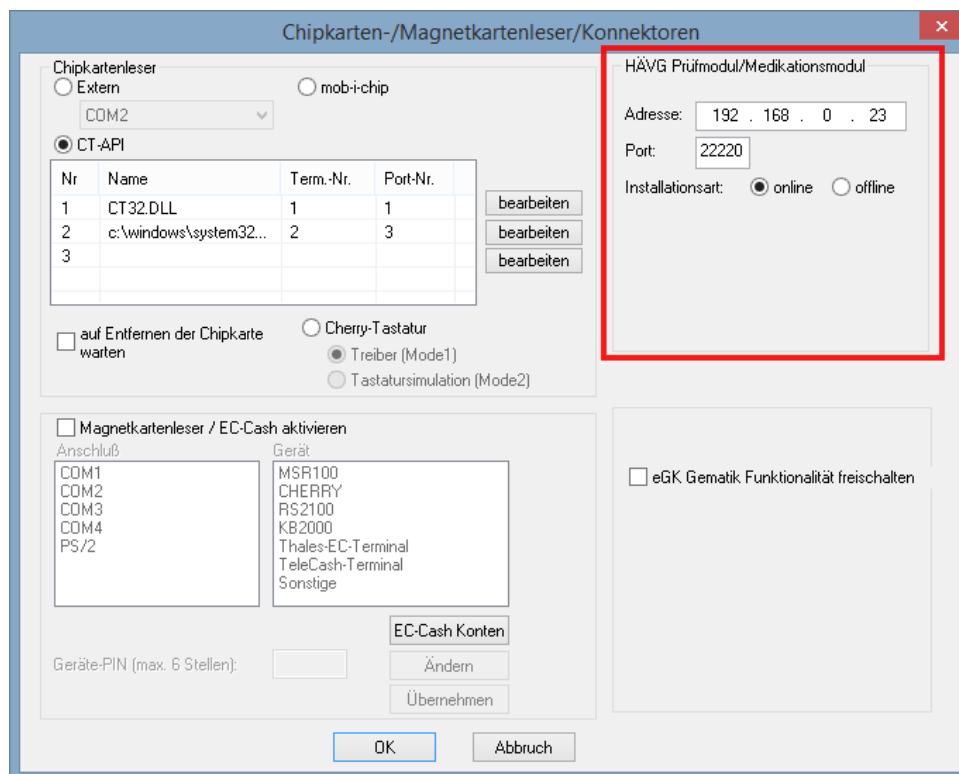 Chipkarten-/Magnetkartenleser/Konnektoren
Chipkartenleser
Extern
mob-i-chip
COM2
CT-API
Nr Name Term.-Nr. Port-Nr.
1 CT32.DLL 1 1 bearbeiten
2 c:\windows\system32... 2 3 bearbeiten
3 bearbeiten
auf Entfernen der Chipkarte
warten
Cherry-Tastatur
Treiber (Mode1)
Tastatursimulation (Mode2)
HÄVG Prüfmodul/Medikationsmodul
Adresse: 192 . 168 . 0 . 23
Port: 22220
Installationsart: online offline
Magnetkartenleser / EC-Cash aktivieren
Anschluß
COM1
COM2
COM3
COM4
PS/2
Gerät
MSR100
CHERRY
RS2100
KB2000
Thales-EC-Terminal
TeleCash-Terminal
Sonstige
EC-Cash Konten
Geräte-PIN (max. 6 Stellen):
Ändern
Übernehmen
eGK Gematik Funktionalität freischalten
OK
Abbruch